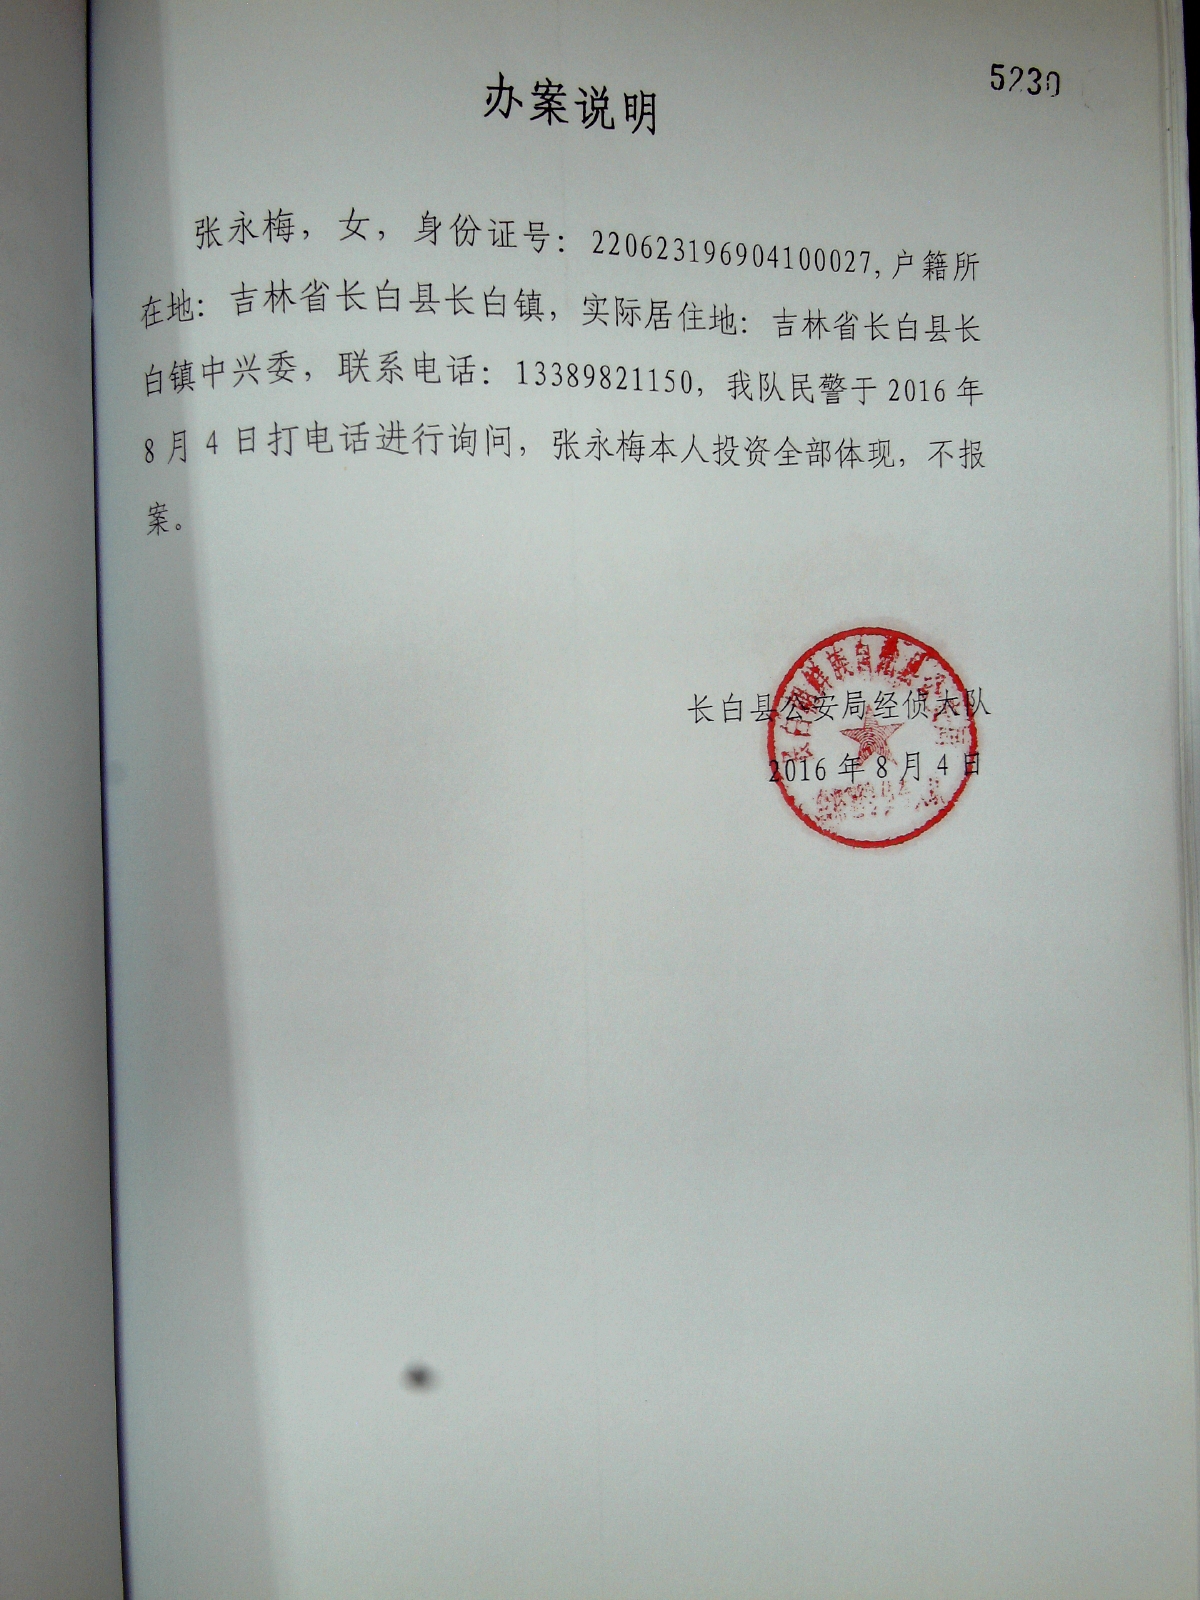 5230
办案说明
张永梅，女，身份证号：220623196904100027,户籍所
在地：吉林省长白县长白镇，实际居住地：吉林省长白县长
白镇中兴委，联系电话：13389821150，我队民警于2016年
8月4日打电话进行询问，张永梅本人投资全部体现，不报
案。
长白县公安局经侦大队
2016年8月4日